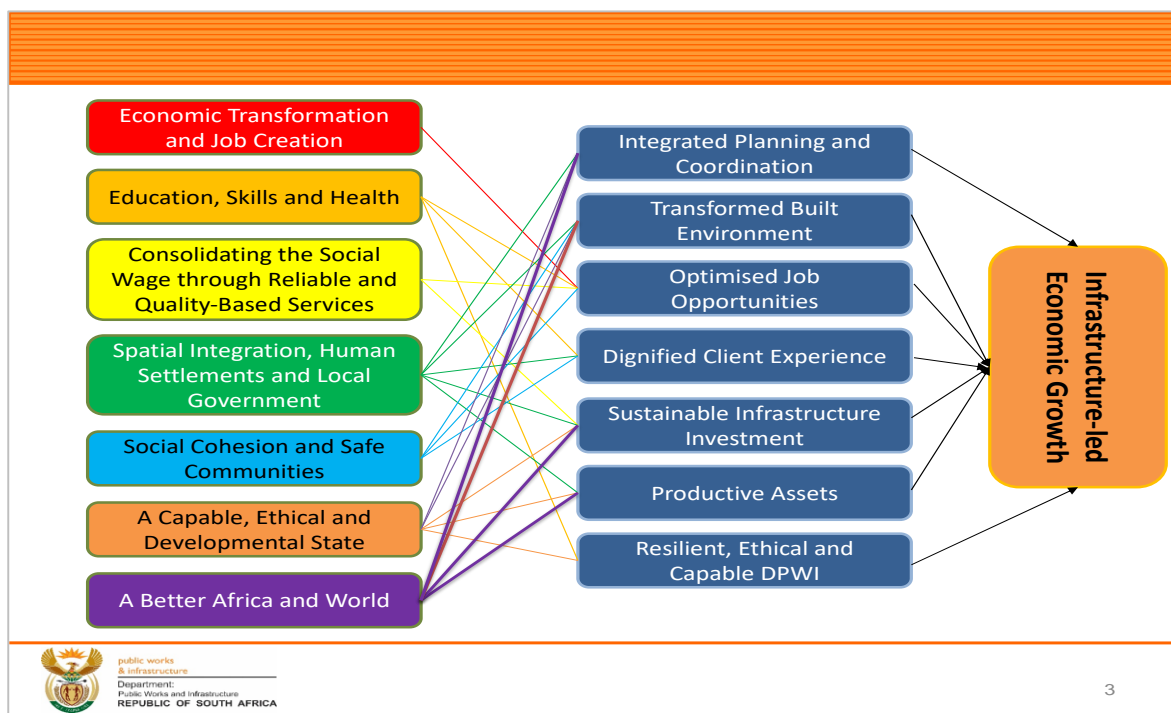 Economic Transformation
and Job Creation
Education, Skills and Health
Consolidating the Social
Wage through Reliable and
Quality-Based Services
Spatial Integration, Human
Settlements and Local
Government
Social Cohesion and Safe
Communities
A Capable, Ethical and
Developmental State
A Better Africa and World
Integrated Planning and
Coordination
Transformed Built
Environment
Optimised Job
Opportunities
Dignified Client Experience
Sustainable Infrastructure
Investment
Productive Assets
Resilient, Ethical and
Capable DPWI
Infrastructure-led
Economic Growth
public works
& infrastructure
Department:
Public Works and Infrastructure
REPUBLIC OF SOUTH AFRICA
3